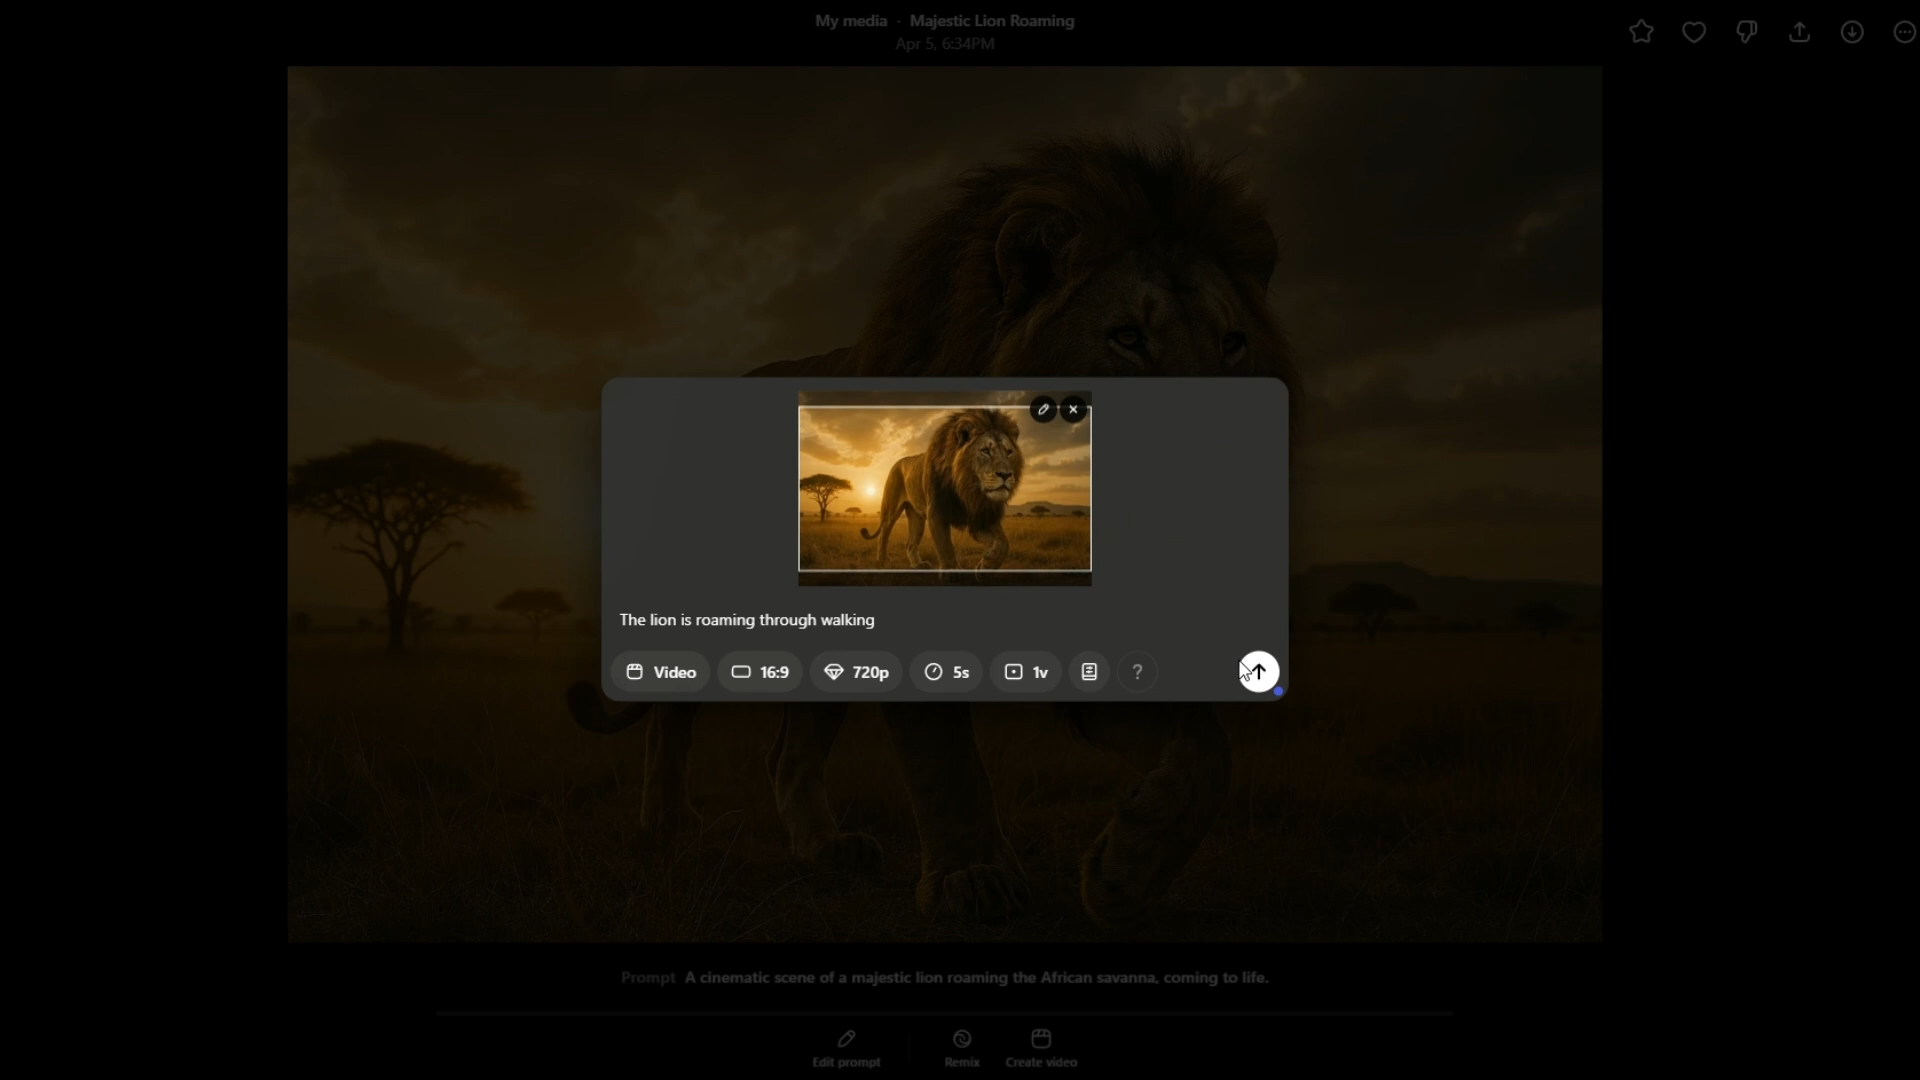 My media · Majestic Lion Roaming
Apr 5, 6:34PM
The lion is roaming through walking
Video 16:9 720p 5s 1v ?
Prompt A cinematic scene of a majestic lion roaming the African savanna, coming to life.
Edit prompt Remix Create video